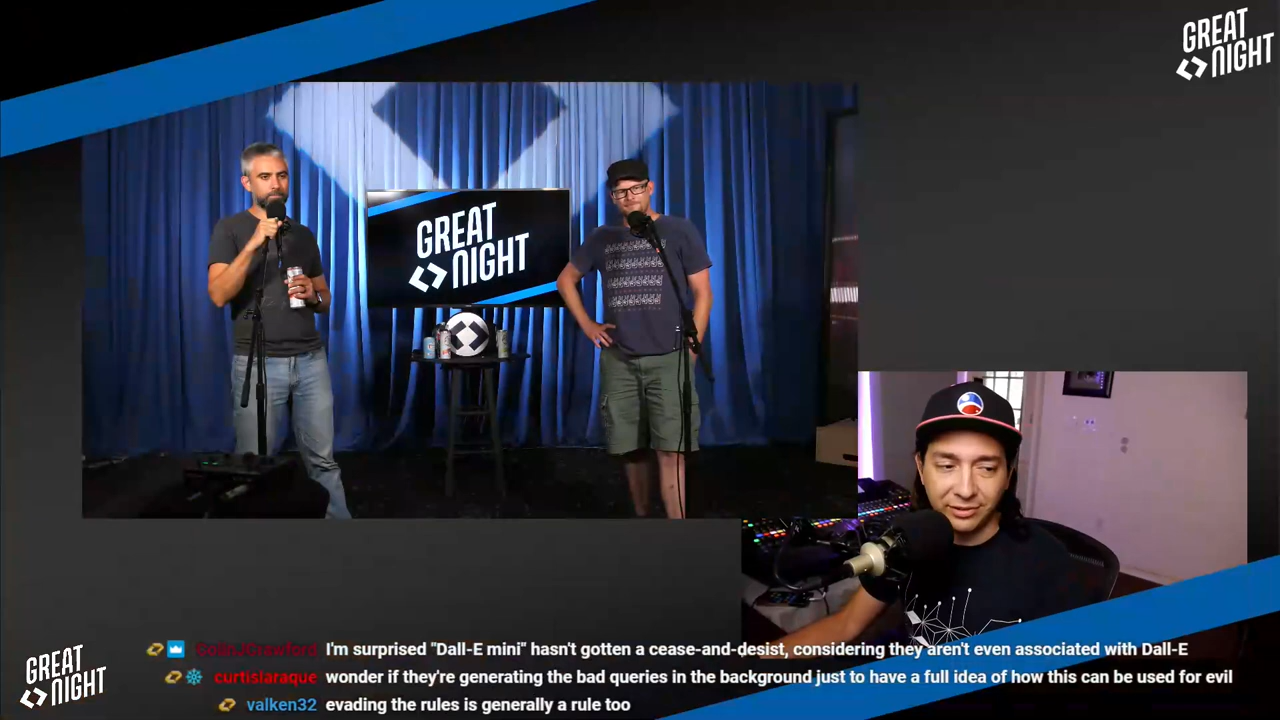 GREAT
NIGHT
GREAT
NIGHT
GREAT
NIGHT
ColinJCrawford I'm surprised "Dall-E mini" hasn't gotten a cease-and-desist, considering they aren't even associated with Dall-E
curtislaraque wonder if they're generating the bad queries in the background just to have a full idea of how this can be used for evil
valken32 evading the rules is generally a rule too